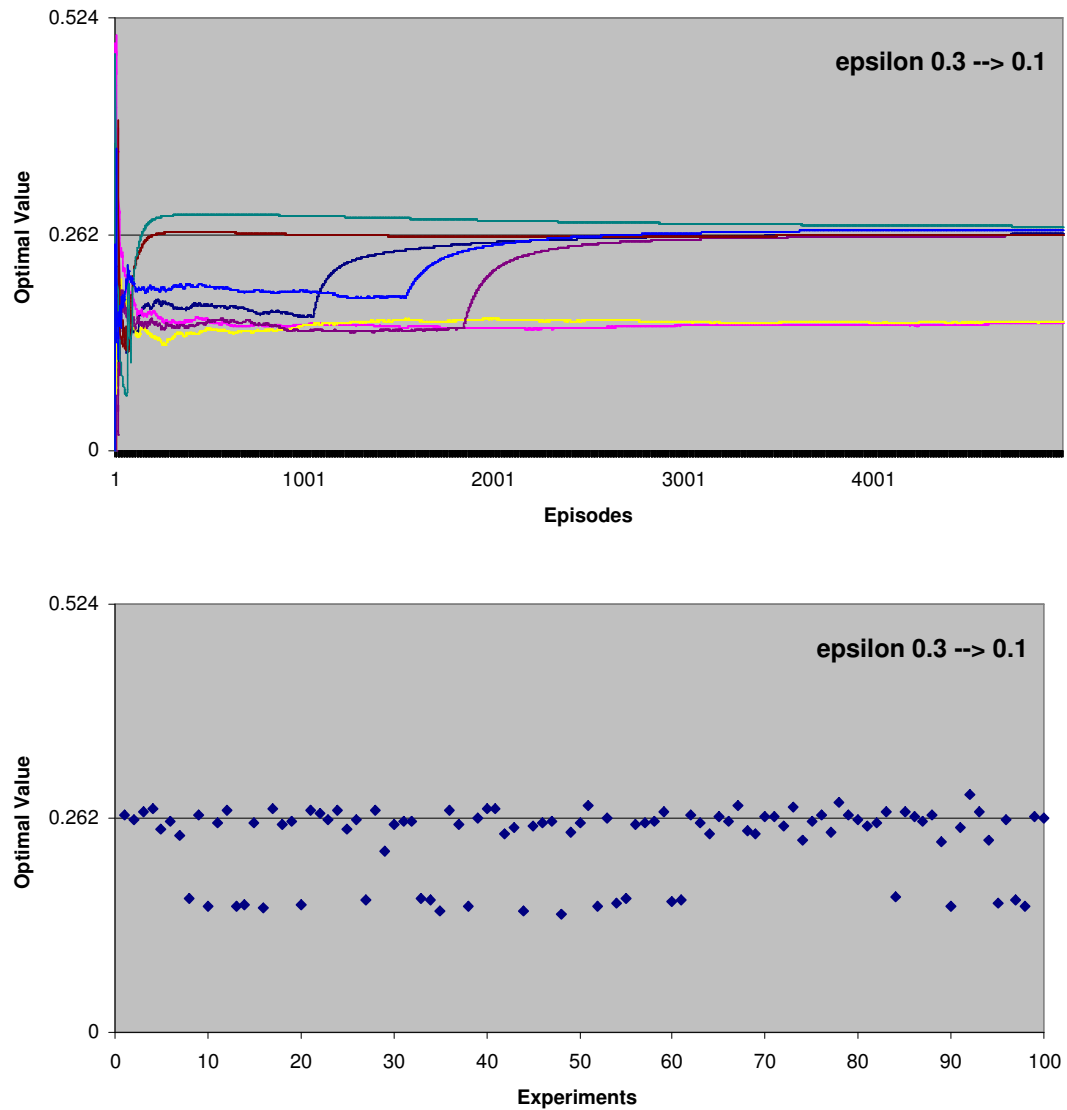 0.524
epsilon 0.3 --> 0.1
Optimal Value
0.262
0
1 1001 2001 3001 4001
Episodes
0.524
epsilon 0.3 --> 0.1
Optimal Value
0.262
0
0 10 20 30 40 50 60 70 80 90 100
Experiments